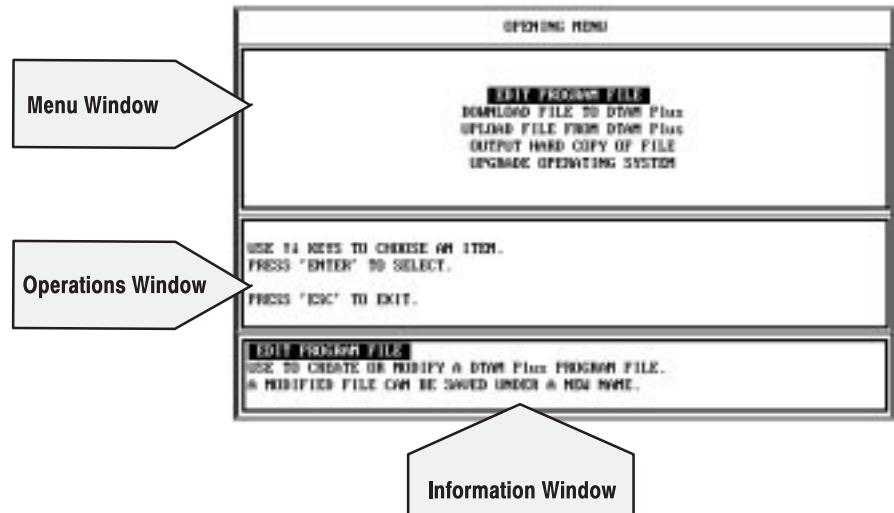 OPENING MENU
Menu Window
EDIT PROGRAM FILE
DOWNLOAD FILE TO DTAM Plus
UPLOAD FILE FROM DTAM Plus
OUTPUT HARD COPY OF FILE
UPGRADE OPERATING SYSTEM
Operations Window
USE ↑↓ KEYS TO CHOOSE AN ITEM.
PRESS 'ENTER' TO SELECT.
PRESS 'ESC' TO EXIT.
EDIT PROGRAM FILE
USE TO CREATE OR MODIFY A DTAM Plus PROGRAM FILE.
A MODIFIED FILE CAN BE SAVED UNDER A NEW NAME.
Information Window